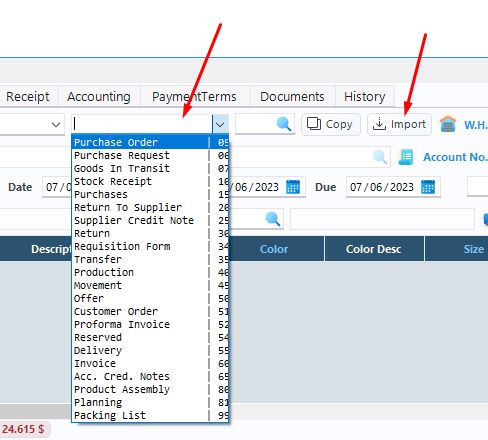 Receipt Accounting PaymentTerms Documents History
Copy Import W.H.
Account No.
Date 07/ /06/2023 Due 07/06/2023
Descript Color Color Desc Size
Purchase Order | 05
Purchase Request | 06
Goods In Transit | 07
Stock Receipt | 10
Purchases | 15
Return To Supplier | 20
Supplier Credit Note | 25
Return | 30
Requisition Form | 34
Transfer | 35
Production | 40
Movement | 45
Offer | 50
Customer Order | 51
Proforma Invoice | 52
Reserved | 54
Delivery | 55
Invoice | 60
Acc. Cred. Notes | 65
Product Assembly | 80
Planning | 81
Packing List | 99
24.615 $